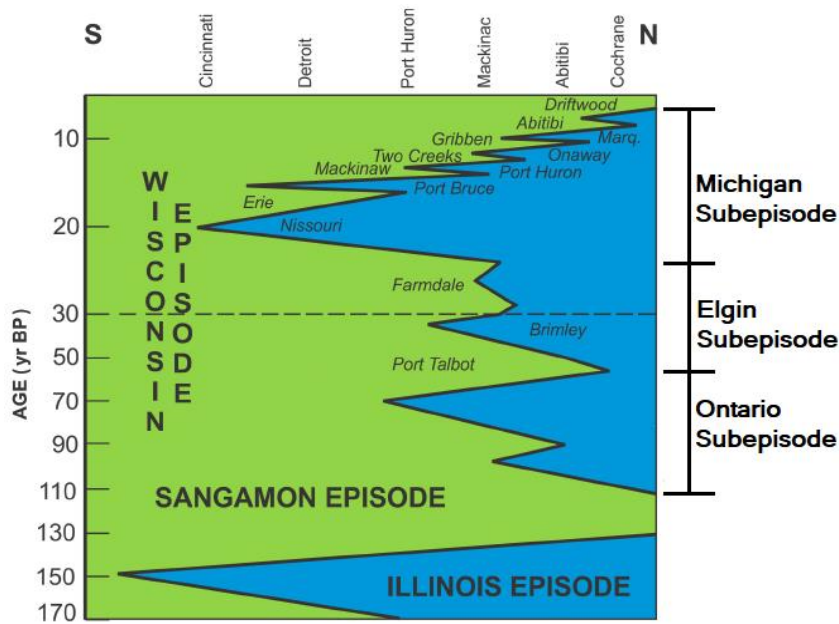 S
N
Cincinnati
Detroit
Port Huron
Mackinac
Abitibi
Cochrane
Driftwood
Abitibi
Marq.
10
Gribben
Two Creeks
Onaway
Mackinaw
Port Huron
Port Bruce
Erie
20
Nissouri
WISCONSIN
EPISODE
Michigan
Subepisode
Farmdale
30
Brimley
Elgin
Subepisode
50
Port Talbot
AGE (yr BP)
70
Ontario
Subepisode
90
110
SANGAMON EPISODE
130
150
ILLINOIS EPISODE
170